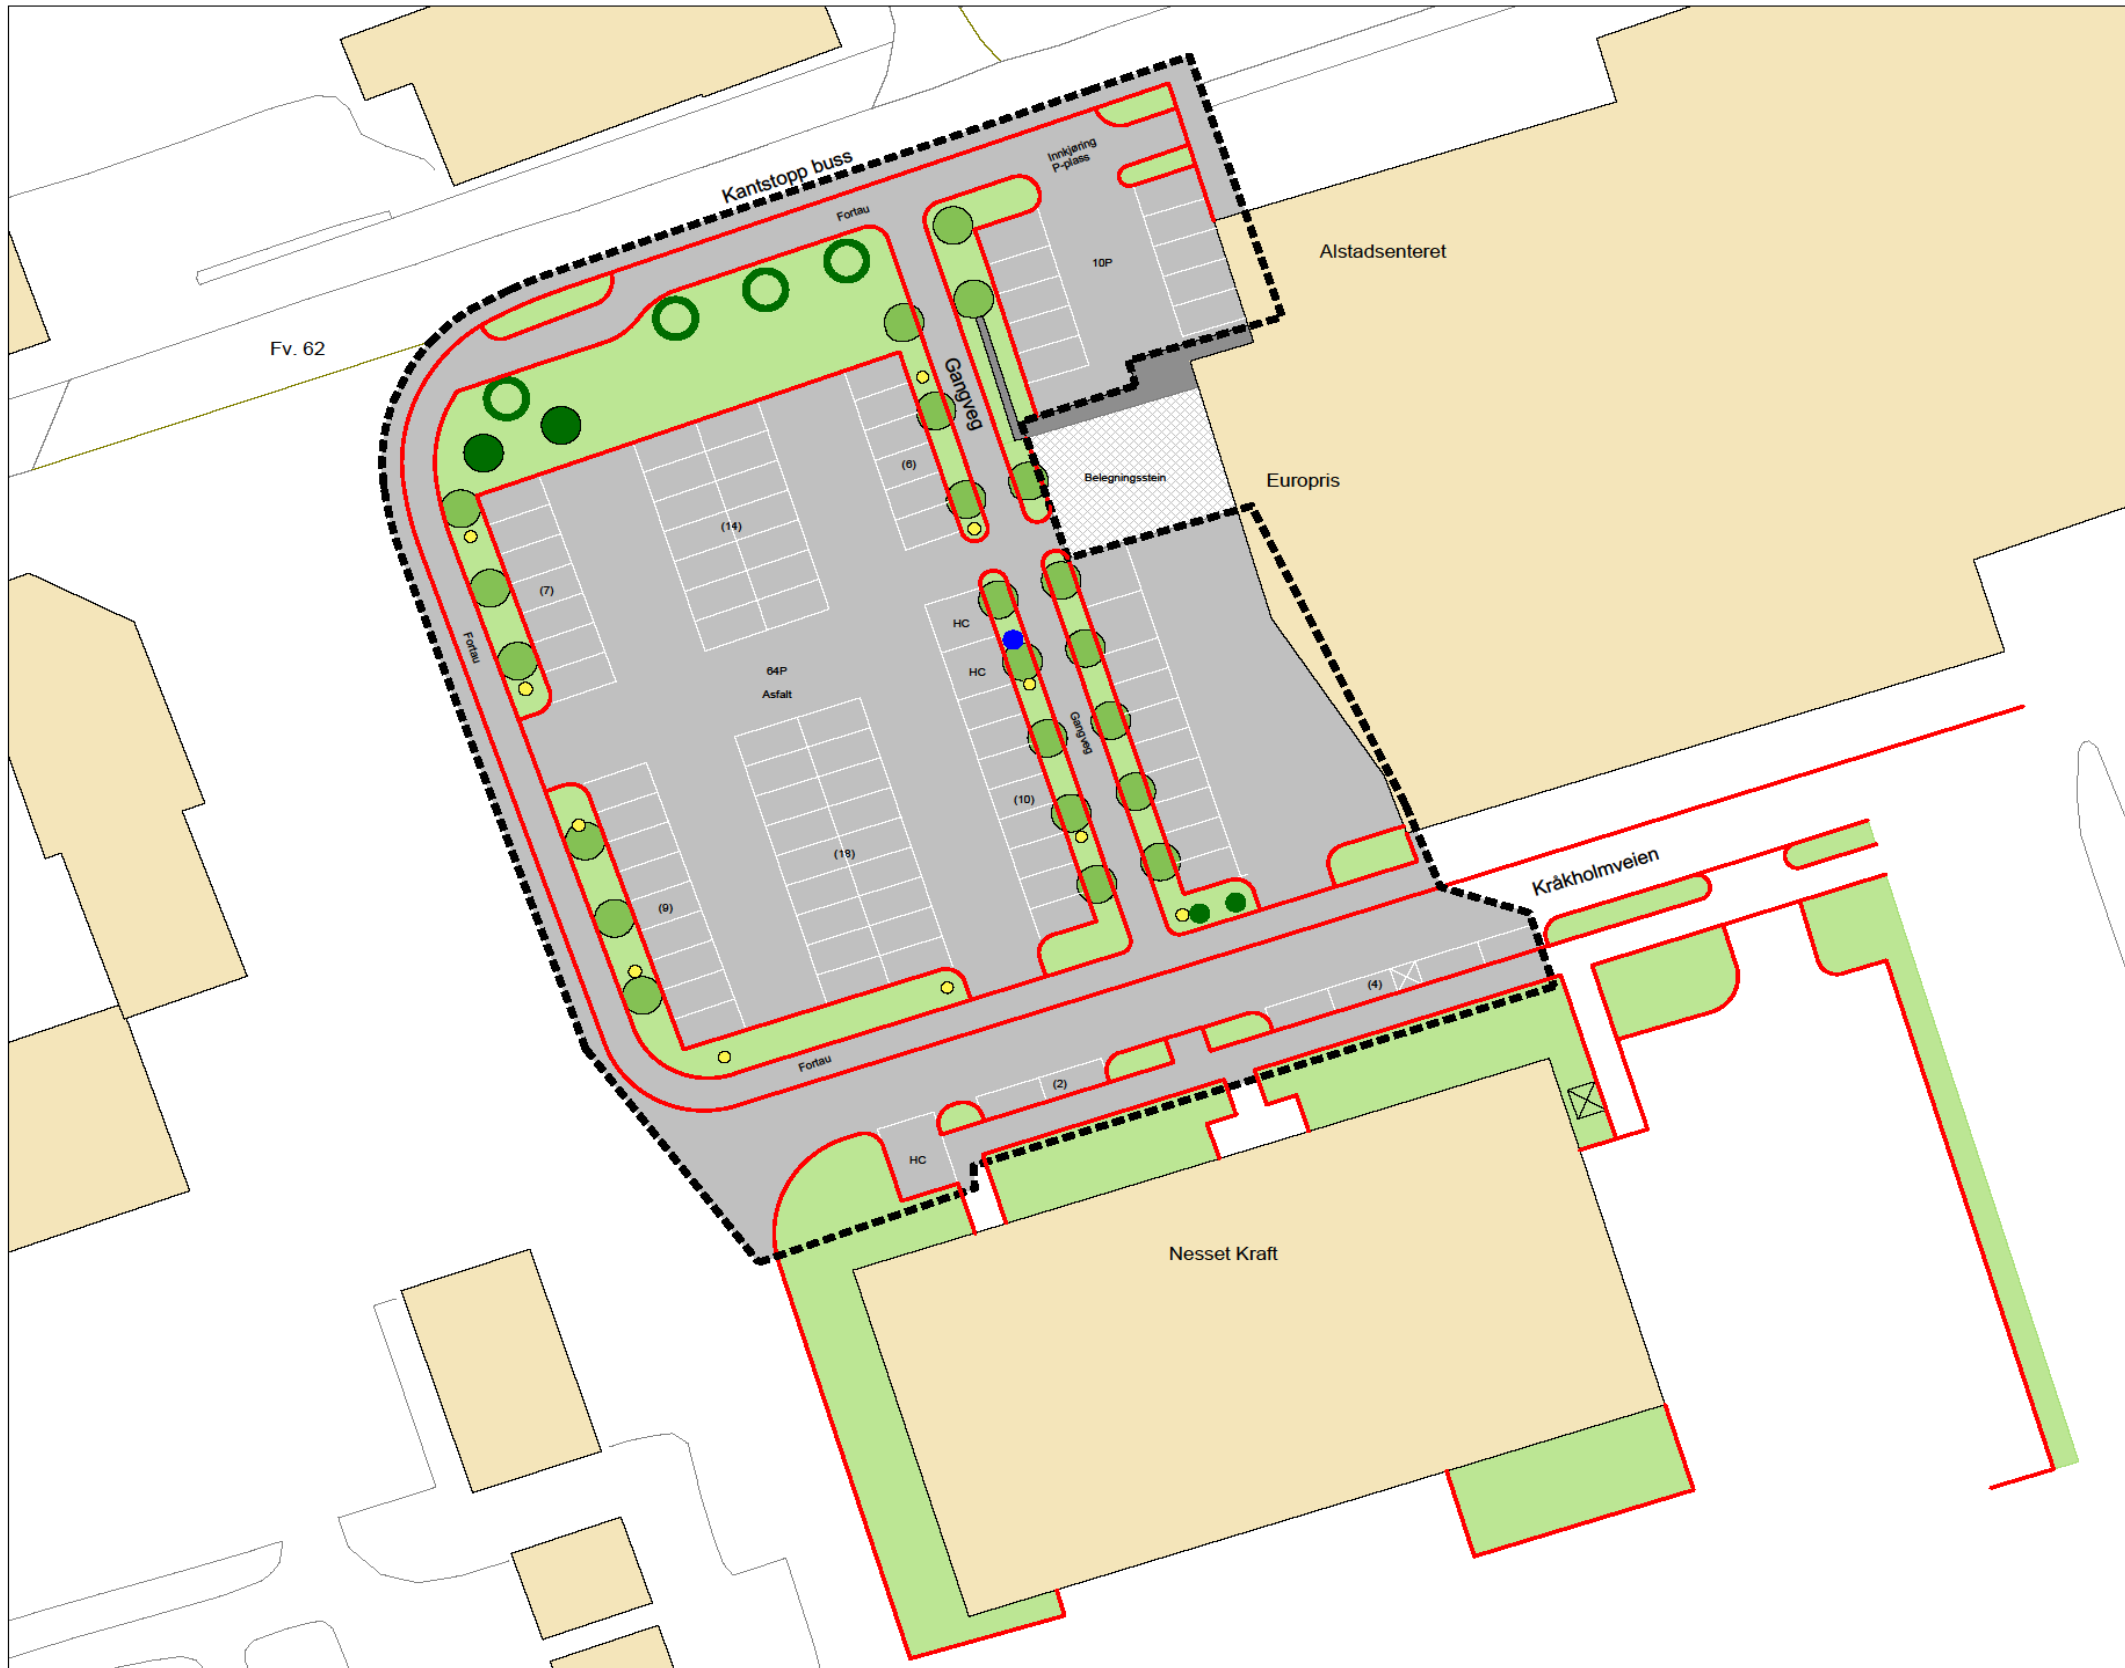 Kantstopp buss
Innkjøring
P-plass
Fortau
Alstadsenteret
10P
Fv. 62
Gangveg
(6)
Belegningsstein
Europris
(14)
(7)
HC
Fortau
HC
64P
Asfalt
Gangveg
(10)
(18)
Kråkholmveien
(9)
(4)
Fortau
(2)
HC
Nesset Kraft